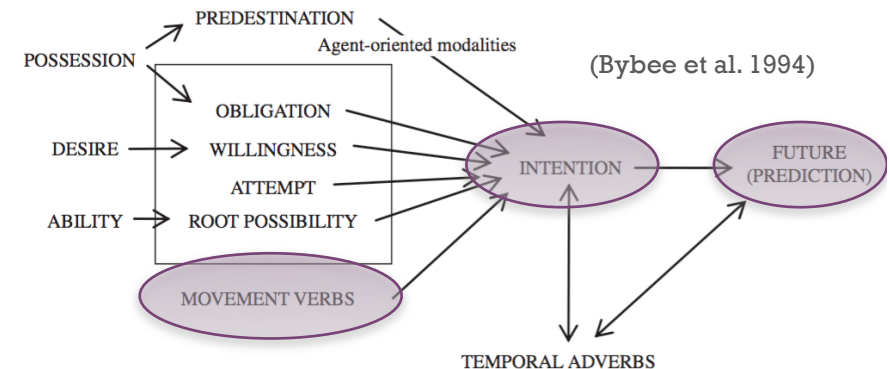 PREDESTINATION
Agent-oriented modalities
(Bybee et al. 1994)
POSSESSION
OBLIGATION
DESIRE
WILLINGNESS
INTENTION
FUTURE
(PREDICTION)
ATTEMPT
ABILITY
ROOT POSSIBILITY
MOVEMENT VERBS
TEMPORAL ADVERBS